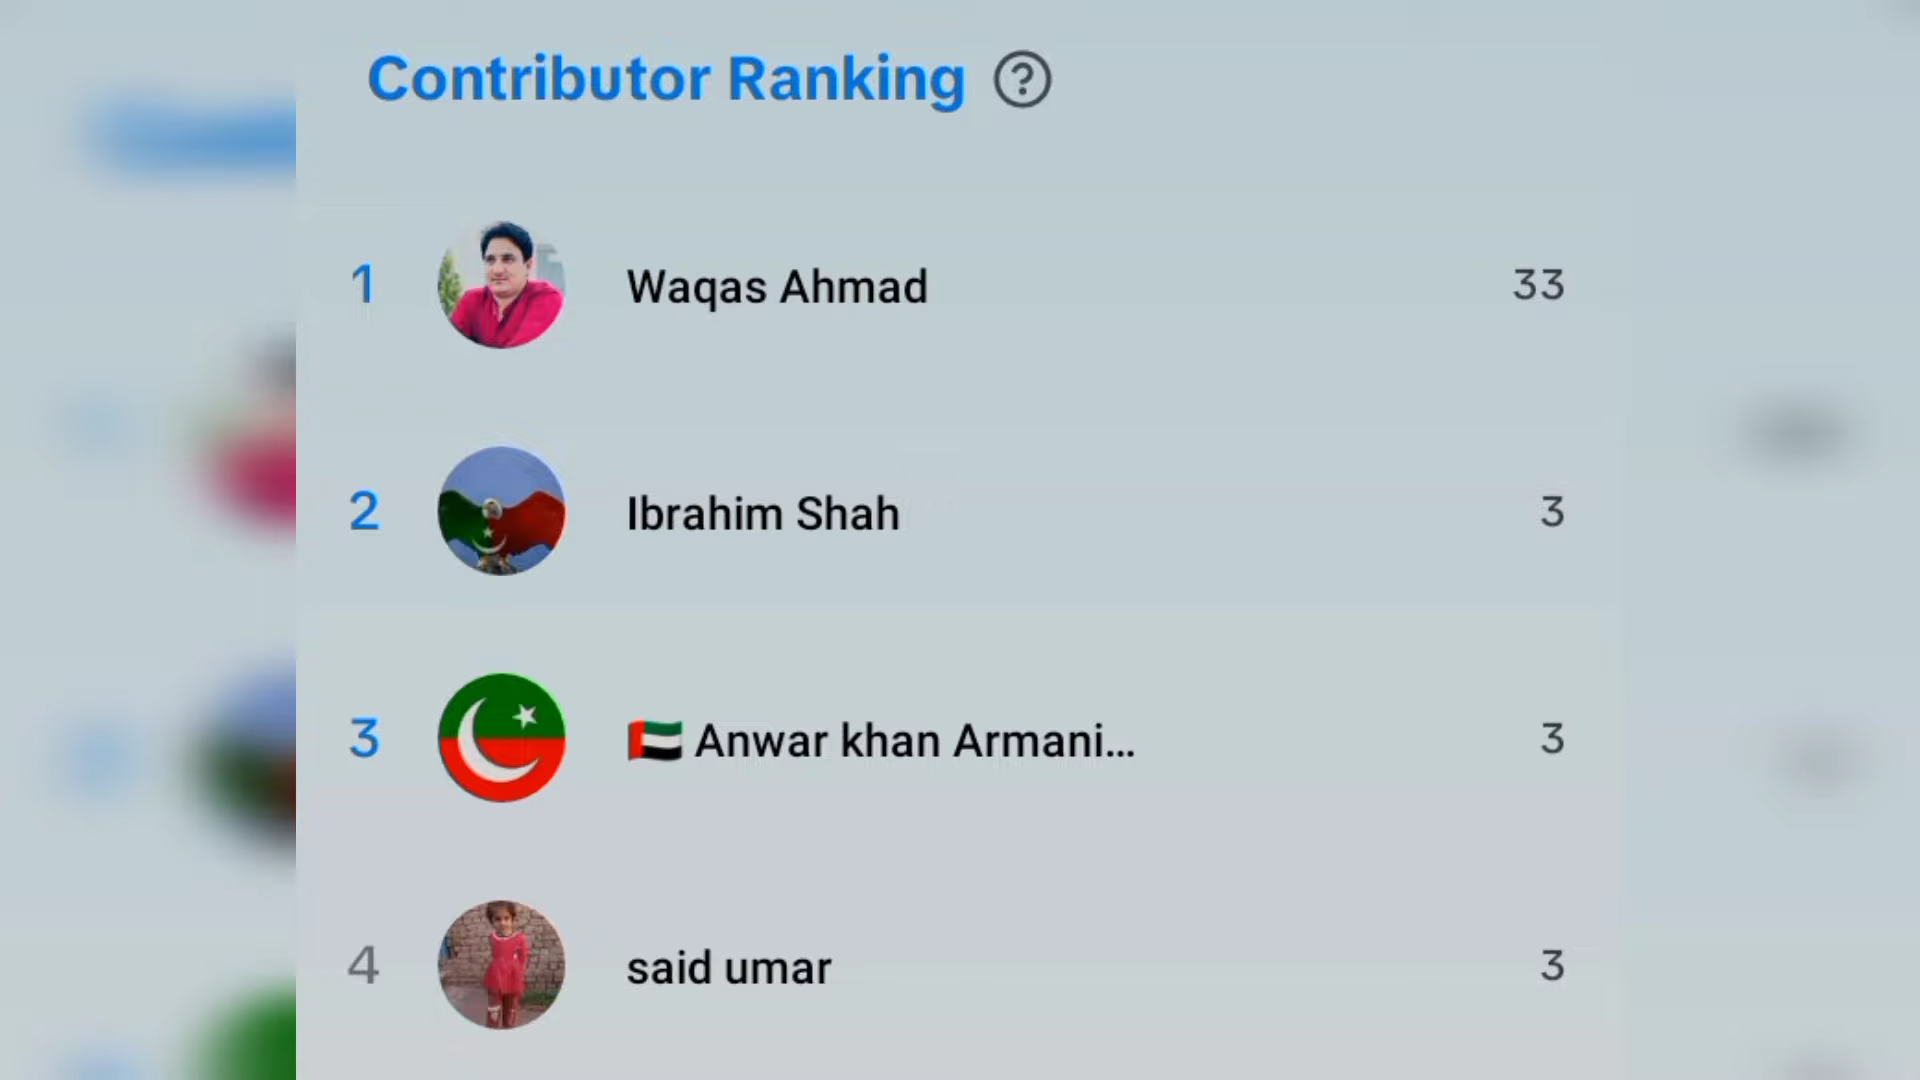 Contributor Ranking ?
1 Waqas Ahmad 33
2 Ibrahim Shah 3
3 🇦🇪 Anwar khan Armani... 3
4 said umar 3